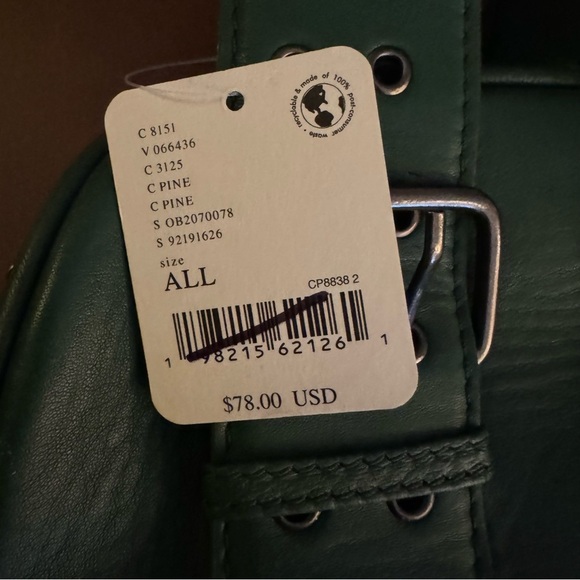 recyclable & made of 100% post-consumer waste •
C 8151
V 066436
C 3125
C PINE
C PINE
S OB2070078
S 92191626
size
ALL
CP8838 2
1 98215 62126 1
$78.00 USD